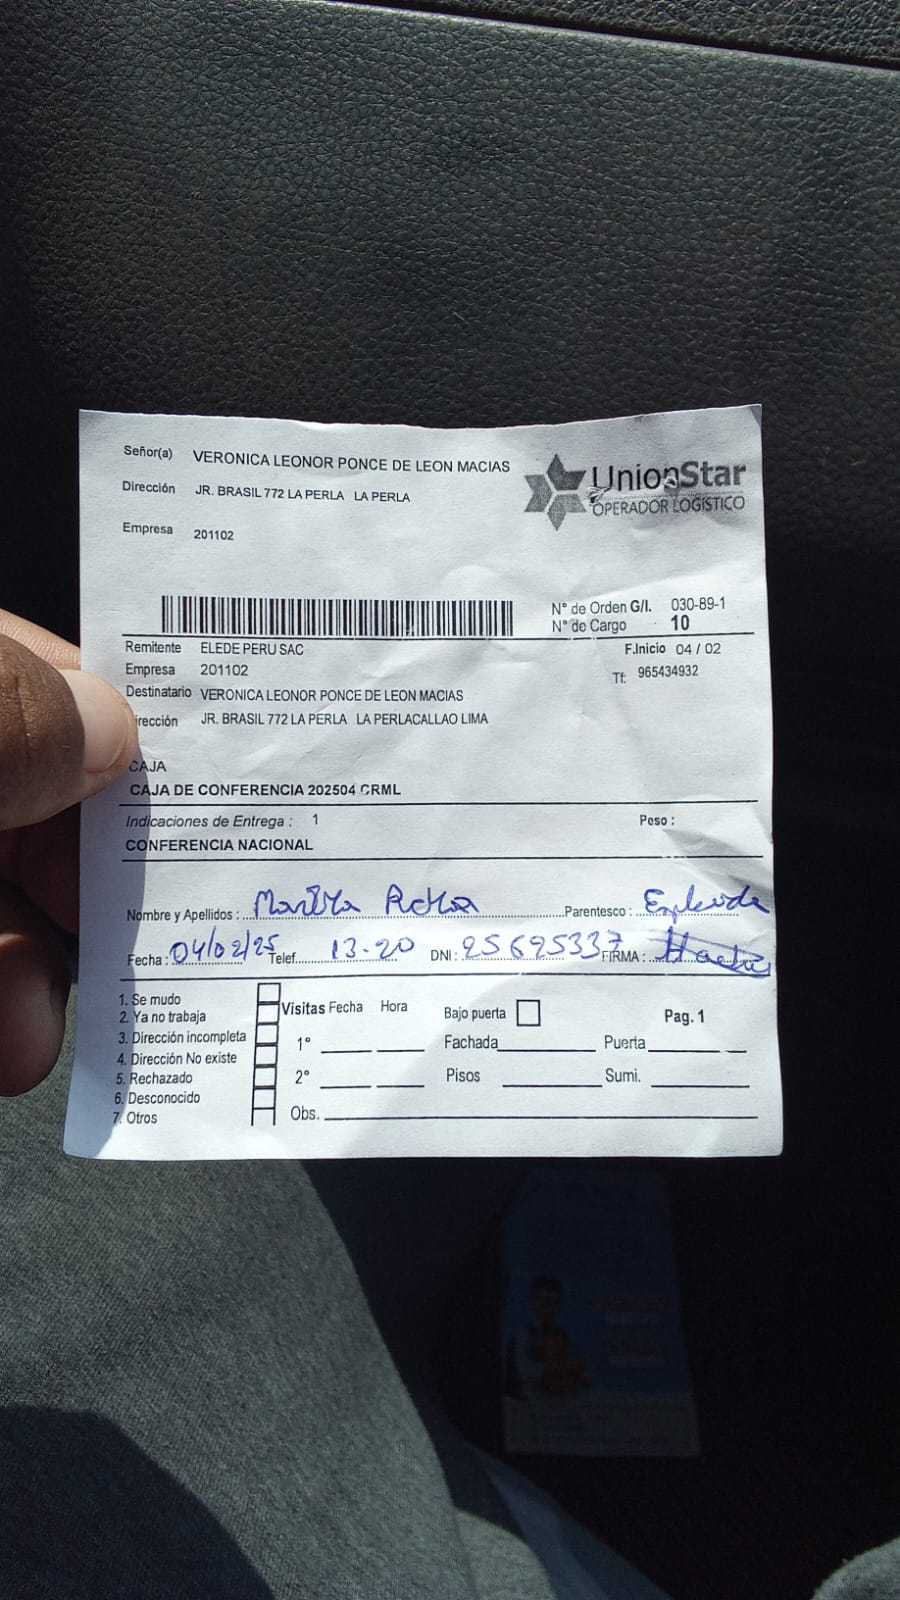 Señor(a) VERONICA LEONOR PONCE DE LEON MACIAS
UnionStar
OPERADOR LOGÍSTICO
Dirección JR. BRASIL 772 LA PERLA LA PERLA
Empresa 201102
N° de Orden G/I. 030-89-1
N° de Cargo 10
Remitente ELEDE PERU SAC
F.Inicio 04 / 02
Empresa 201102
Tf: 965434932
Destinatario VERONICA LEONOR PONCE DE LEON MACIAS
irección JR. BRASIL 772 LA PERLA LA PERLACALLAO LIMA
CAJA
CAJA DE CONFERENCIA 202504 CRML
Indicaciones de Entrega : 1 Peso :
CONFERENCIA NACIONAL
Nombre y Apellidos : Parentesco :
Fecha : 04/02/25 Telef. 13-20 DNI : 25695337 FIRMA :
1. Se mudo
2. Ya no trabaja
3. Dirección incompleta
4. Dirección No existe
5. Rechazado
6. Desconocido
7. Otros
Visitas Fecha Hora
1°
2°
Obs.
Bajo puerta Pag. 1
Fachada Puerta
Pisos Sumi.